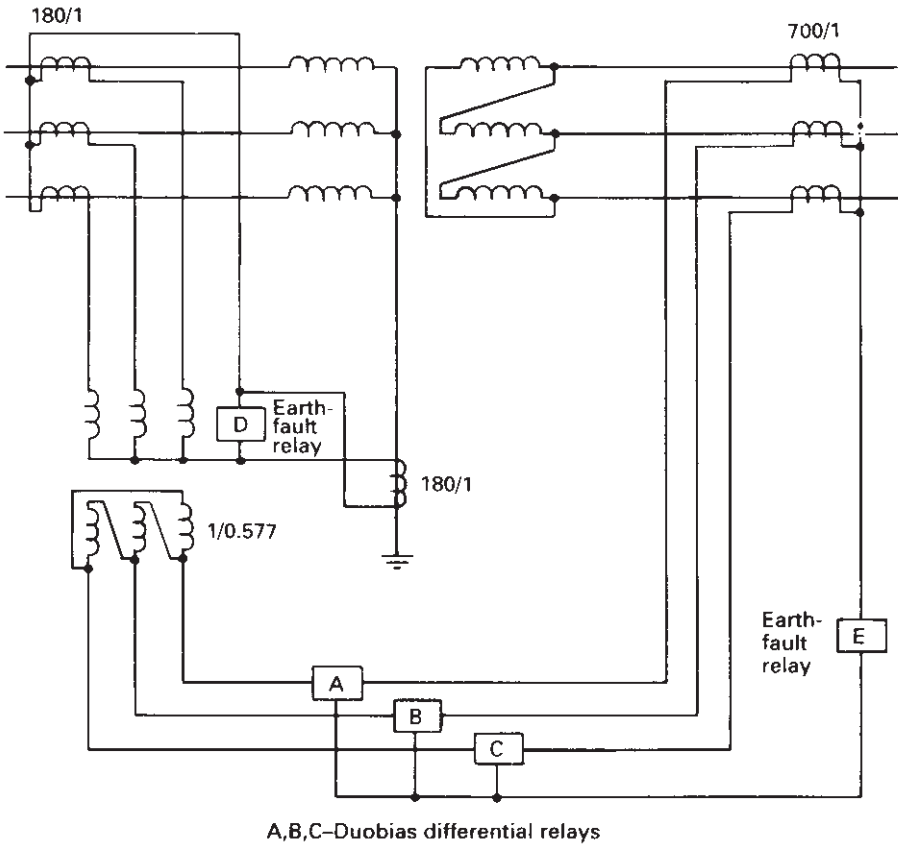 180/1
700/1
D
Earth-
fault
relay
180/1
1/0.577
Earth-
fault
relay
E
A
B
C
A,B,C–Duobias differential relays